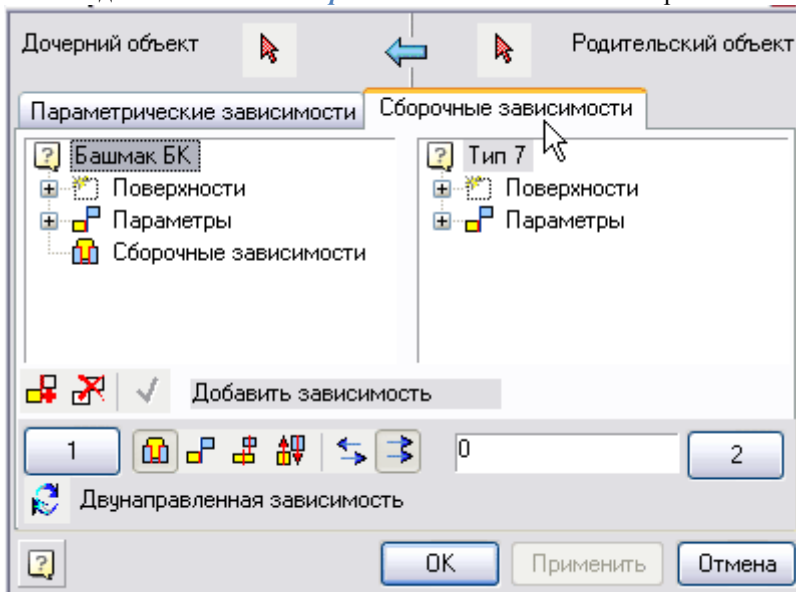 Дочерний объект
Родительский объект
Параметрические зависимости
Сборочные зависимости
Башмак БК
Поверхности
Параметры
Сборочные зависимости
Тип 7
Поверхности
Параметры
Добавить зависимость
1
0
2
Двунаправленная зависимость
OK
Применить
Отмена